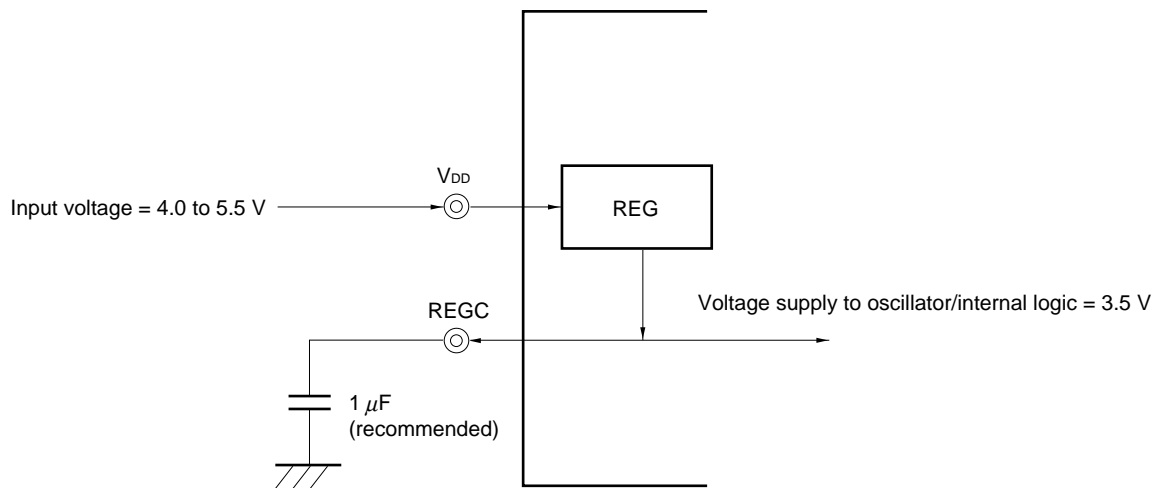 VDD
Input voltage = 4.0 to 5.5 V
REG
REGC
Voltage supply to oscillator/internal logic = 3.5 V
1 μF
(recommended)